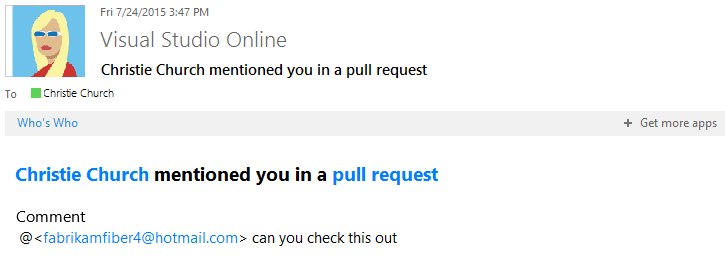 Fri 7/24/2015 3:47 PM
Visual Studio Online
Christie Church mentioned you in a pull request
To Christie Church
Who's Who + Get more apps
Christie Church mentioned you in a pull request
Comment
@<fabrikamfiber4@hotmail.com> can you check this out